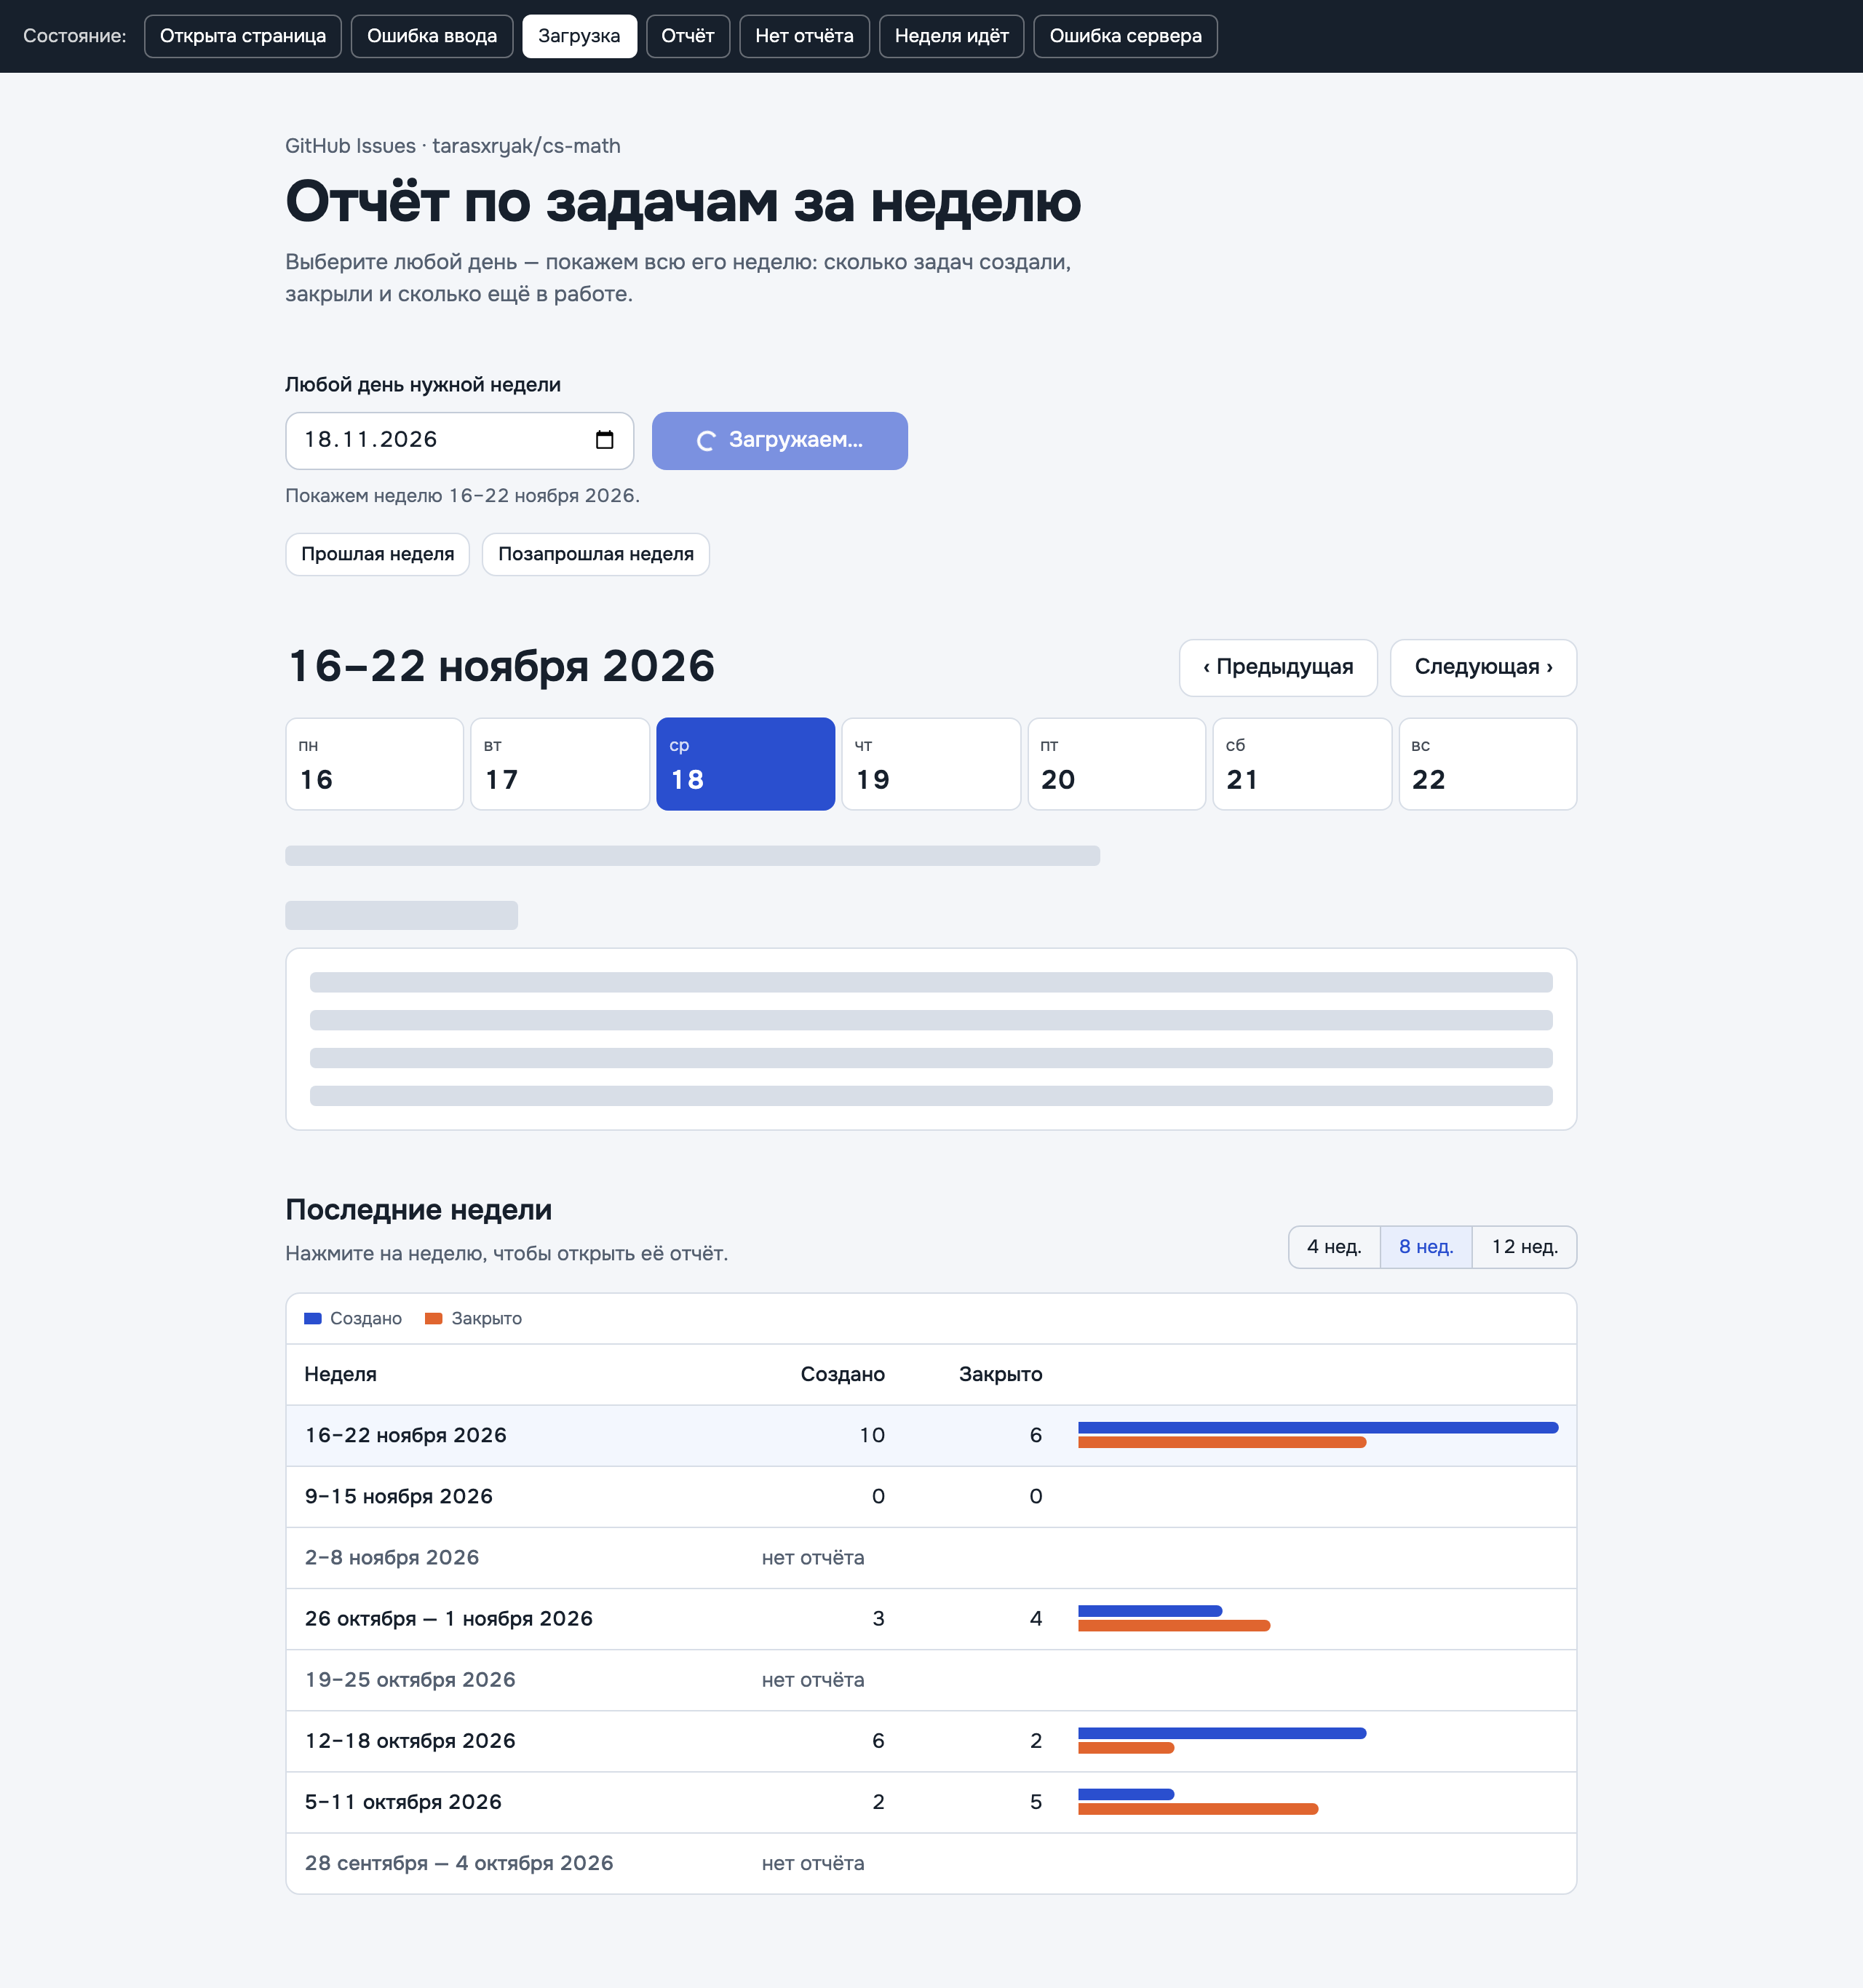 Состояние: Открыта страница Ошибка ввода Загрузка Отчёт Нет отчёта Неделя идёт Ошибка сервера
GitHub Issues · tarasxryak/cs-math
Отчёт по задачам за неделю
Выберите любой день — покажем всю его неделю: сколько задач создали,
закрыли и сколько ещё в работе.
Любой день нужной недели
18.11.2026 Загружаем…
Покажем неделю 16–22 ноября 2026.
Прошлая неделя Позапрошлая неделя
16–22 ноября 2026 ‹ Предыдущая Следующая ›
пн вт ср чт пт сб вс
16 17 18 19 20 21 22
Последние недели
Нажмите на неделю, чтобы открыть её отчёт. 4 нед. 8 нед. 12 нед.
Создано Закрыто
Неделя Создано Закрыто
16–22 ноября 2026 10 6
9–15 ноября 2026 0 0
2–8 ноября 2026 нет отчёта
26 октября — 1 ноября 2026 3 4
19–25 октября 2026 нет отчёта
12–18 октября 2026 6 2
5–11 октября 2026 2 5
28 сентября — 4 октября 2026 нет отчёта